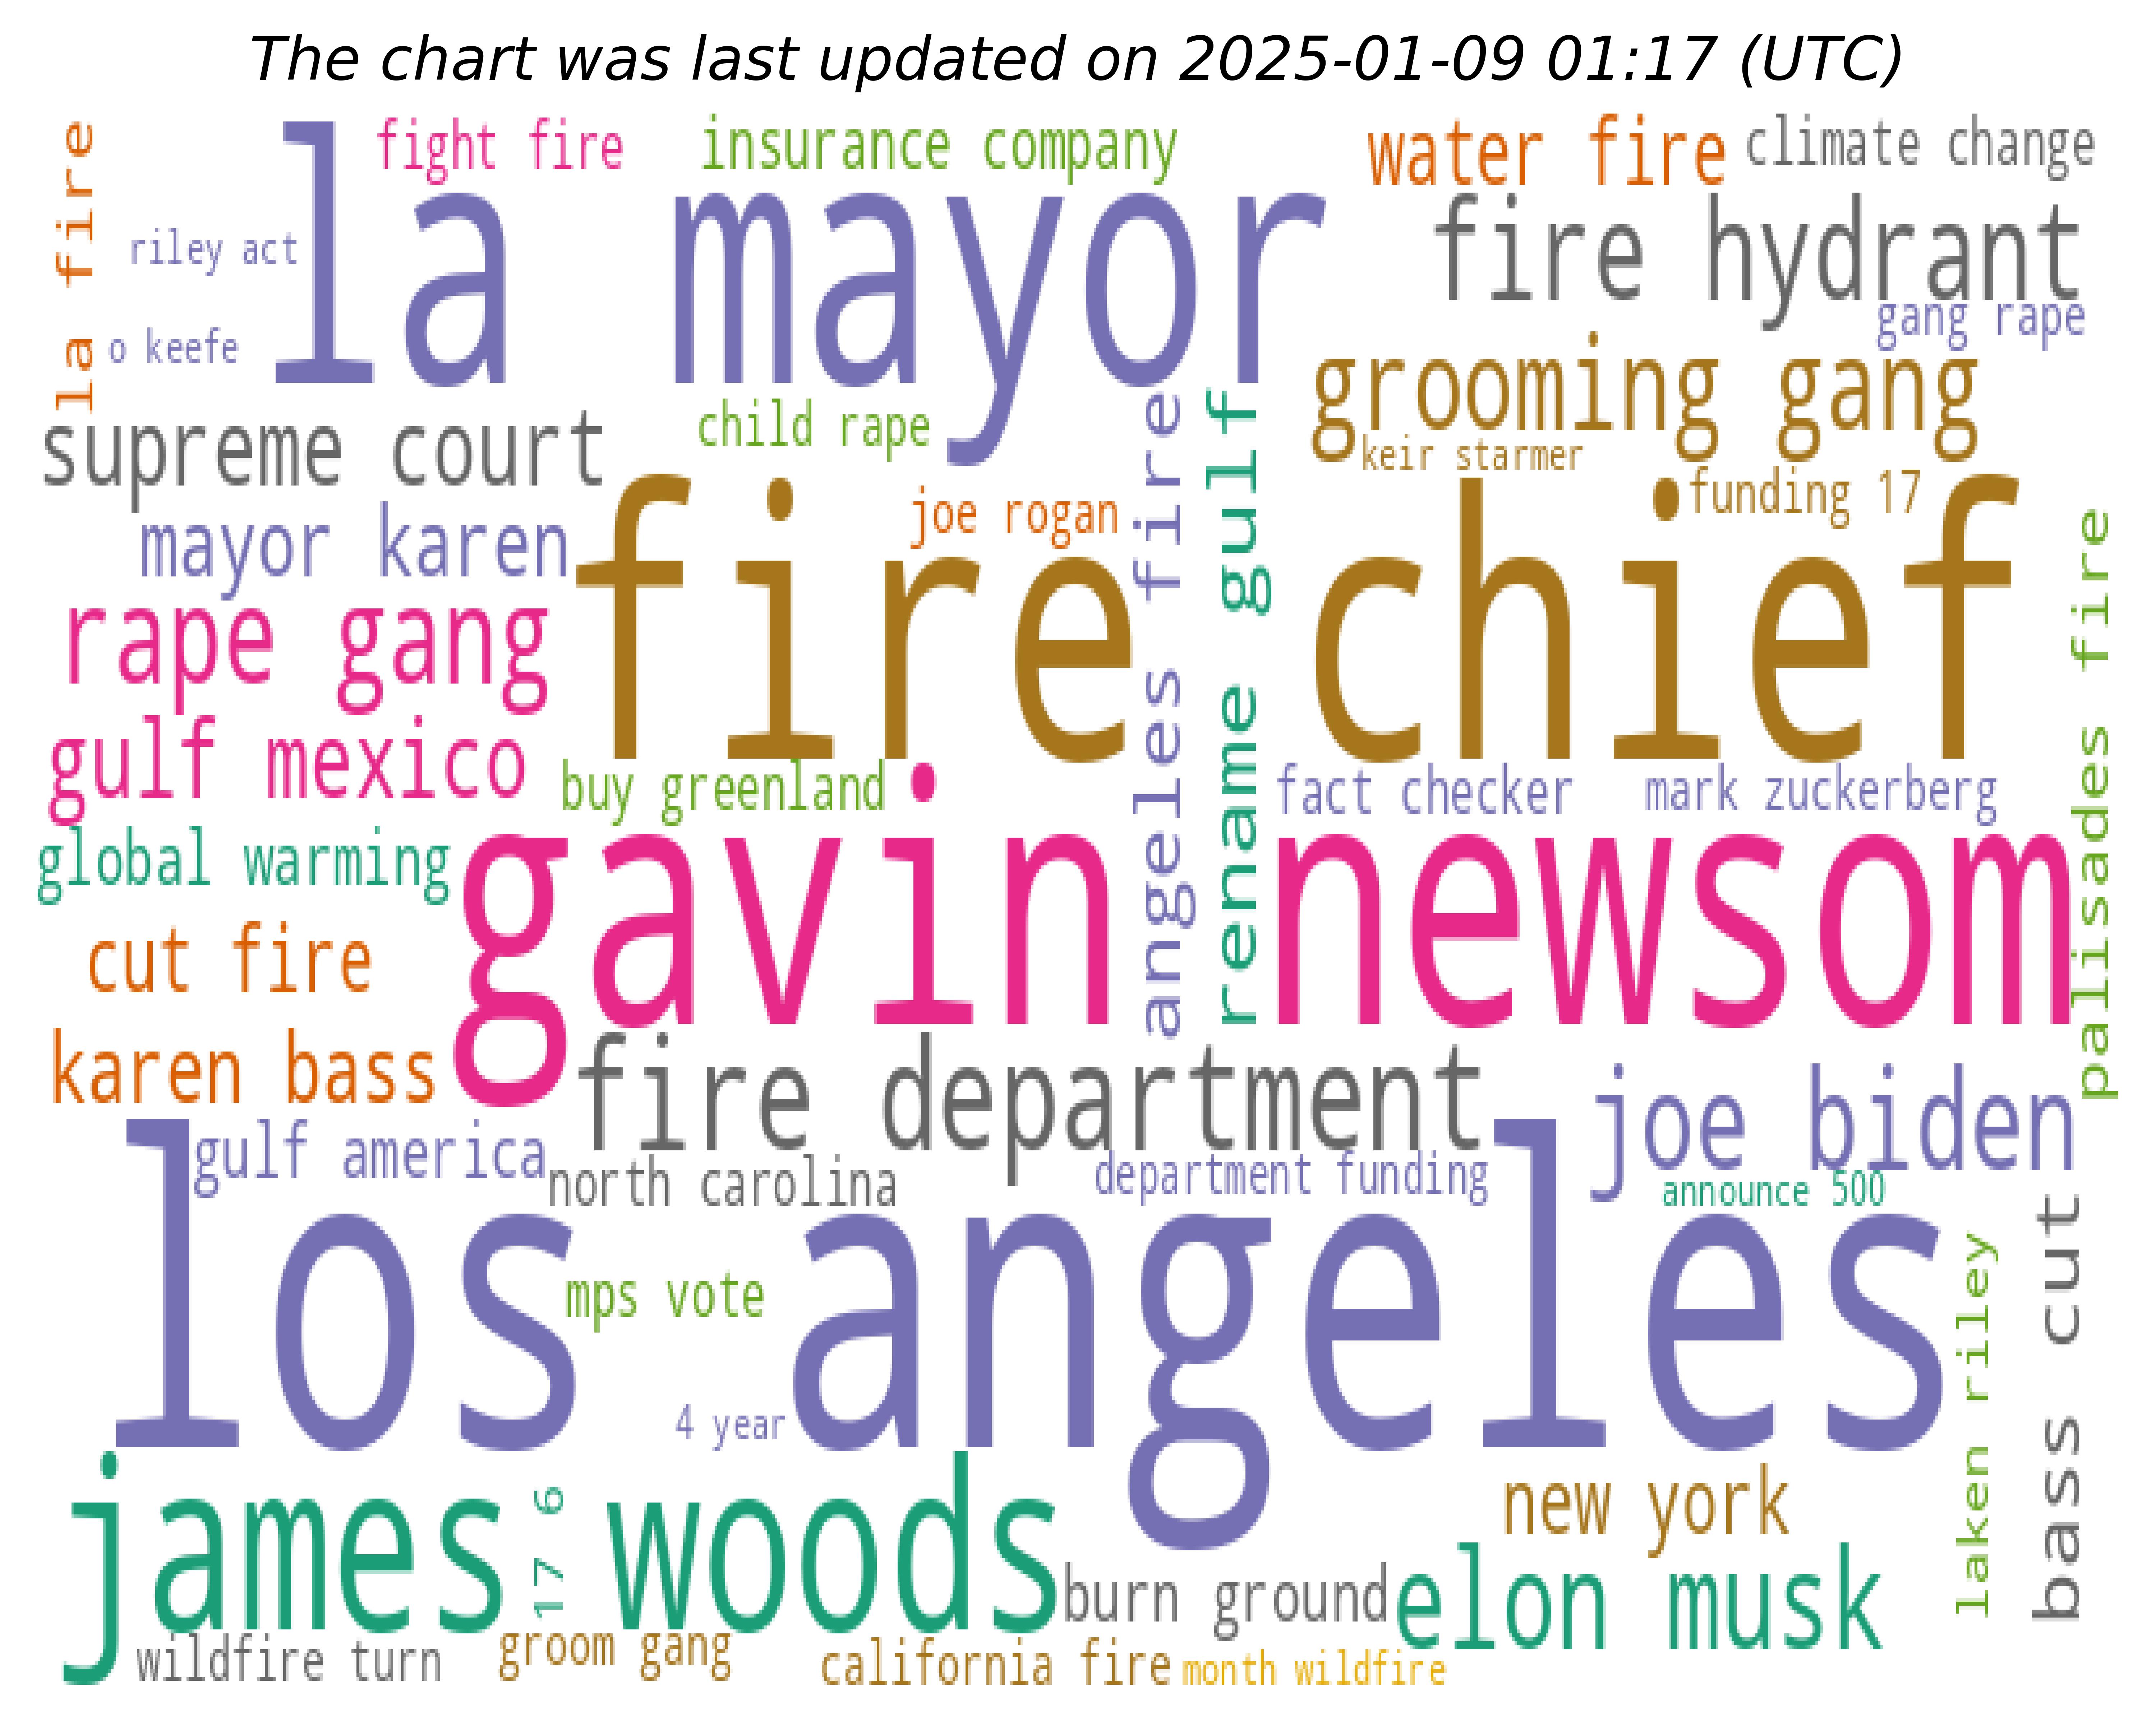 The chart was last updated on 2025-01-09 01:17 (UTC)
la fire
fight fire
insurance company
water fire
climate change
riley act
la mayor
fire hydrant
gang rape
o keefe
grooming gang
supreme court
child rape
keir starmer
mayor karen
fire chief
joe rogan
angeles fire
rename gulf
funding 17
palisades fire
rape gang
gulf mexico
buy greenland
fact checker
mark zuckerberg
global warming
gavin newsom
cut fire
karen bass
fire department
joe biden
gulf america
north carolina
department funding
announce 500
los angeles
mps vote
4 year
laken riley
bass cut
james woods
17 6
new york
burn ground
elon musk
wildfire turn
groom gang
california fire
month wildfire